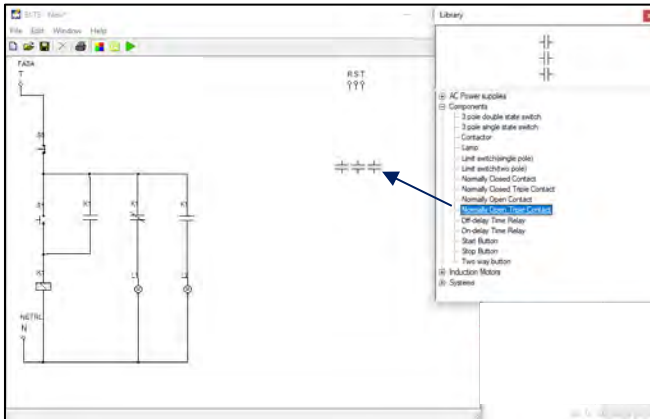 File Edit Window Help
FAZA
T
R S T
K1
K1
K1
K1
L1
L2
N
Library
AC Power supplies
Components
3 pole double state switch
3 pole single state switch
Contactor
Lamp
Limit switch(single pole)
Limit switch(two pole)
Normally Closed Contact
Normally Closed Triple Contact
Normally Open Contact
Normally Open Triple Contact
Off-delay Time Relay
On-delay Time Relay
Start Button
Stop Button
Two way button
Induction Motors
Systems